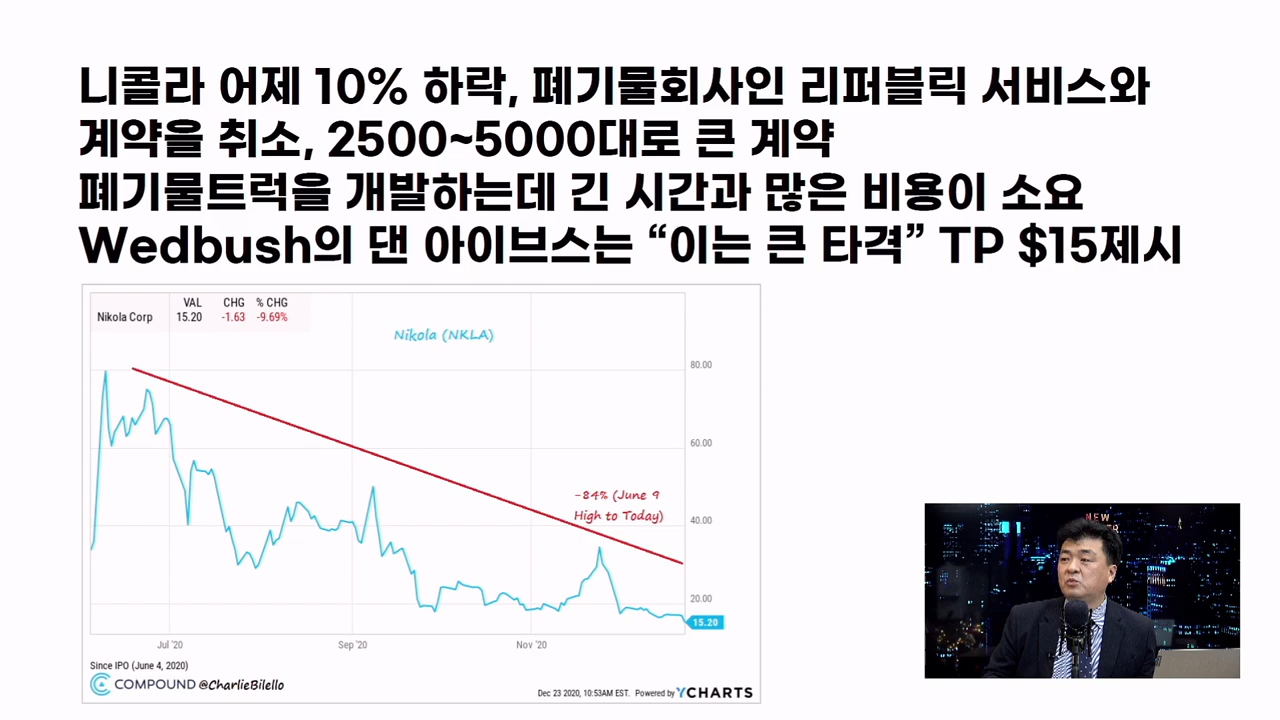 니콜라 어제 10% 하락, 폐기물회사인 리퍼블릭 서비스와
계약을 취소, 2500~5000대로 큰 계약
폐기물트럭을 개발하는데 긴 시간과 많은 비용이 소요
Wedbush의 댄 아이브스는 “이는 큰 타격” TP $15제시
VAL CHG % CHG
Nikola Corp 15.20 -1.63 -9.69%
Nikola (NKLA)
80.00
60.00
-84% (June 9
High to Today)
40.00
20.00
15.20
Jul '20 Sep '20 Nov '20
Since IPO (June 4, 2020)
COMPOUND @CharlieBilello
Dec 23 2020, 10:53AM EST. Powered by YCHARTS
NEW